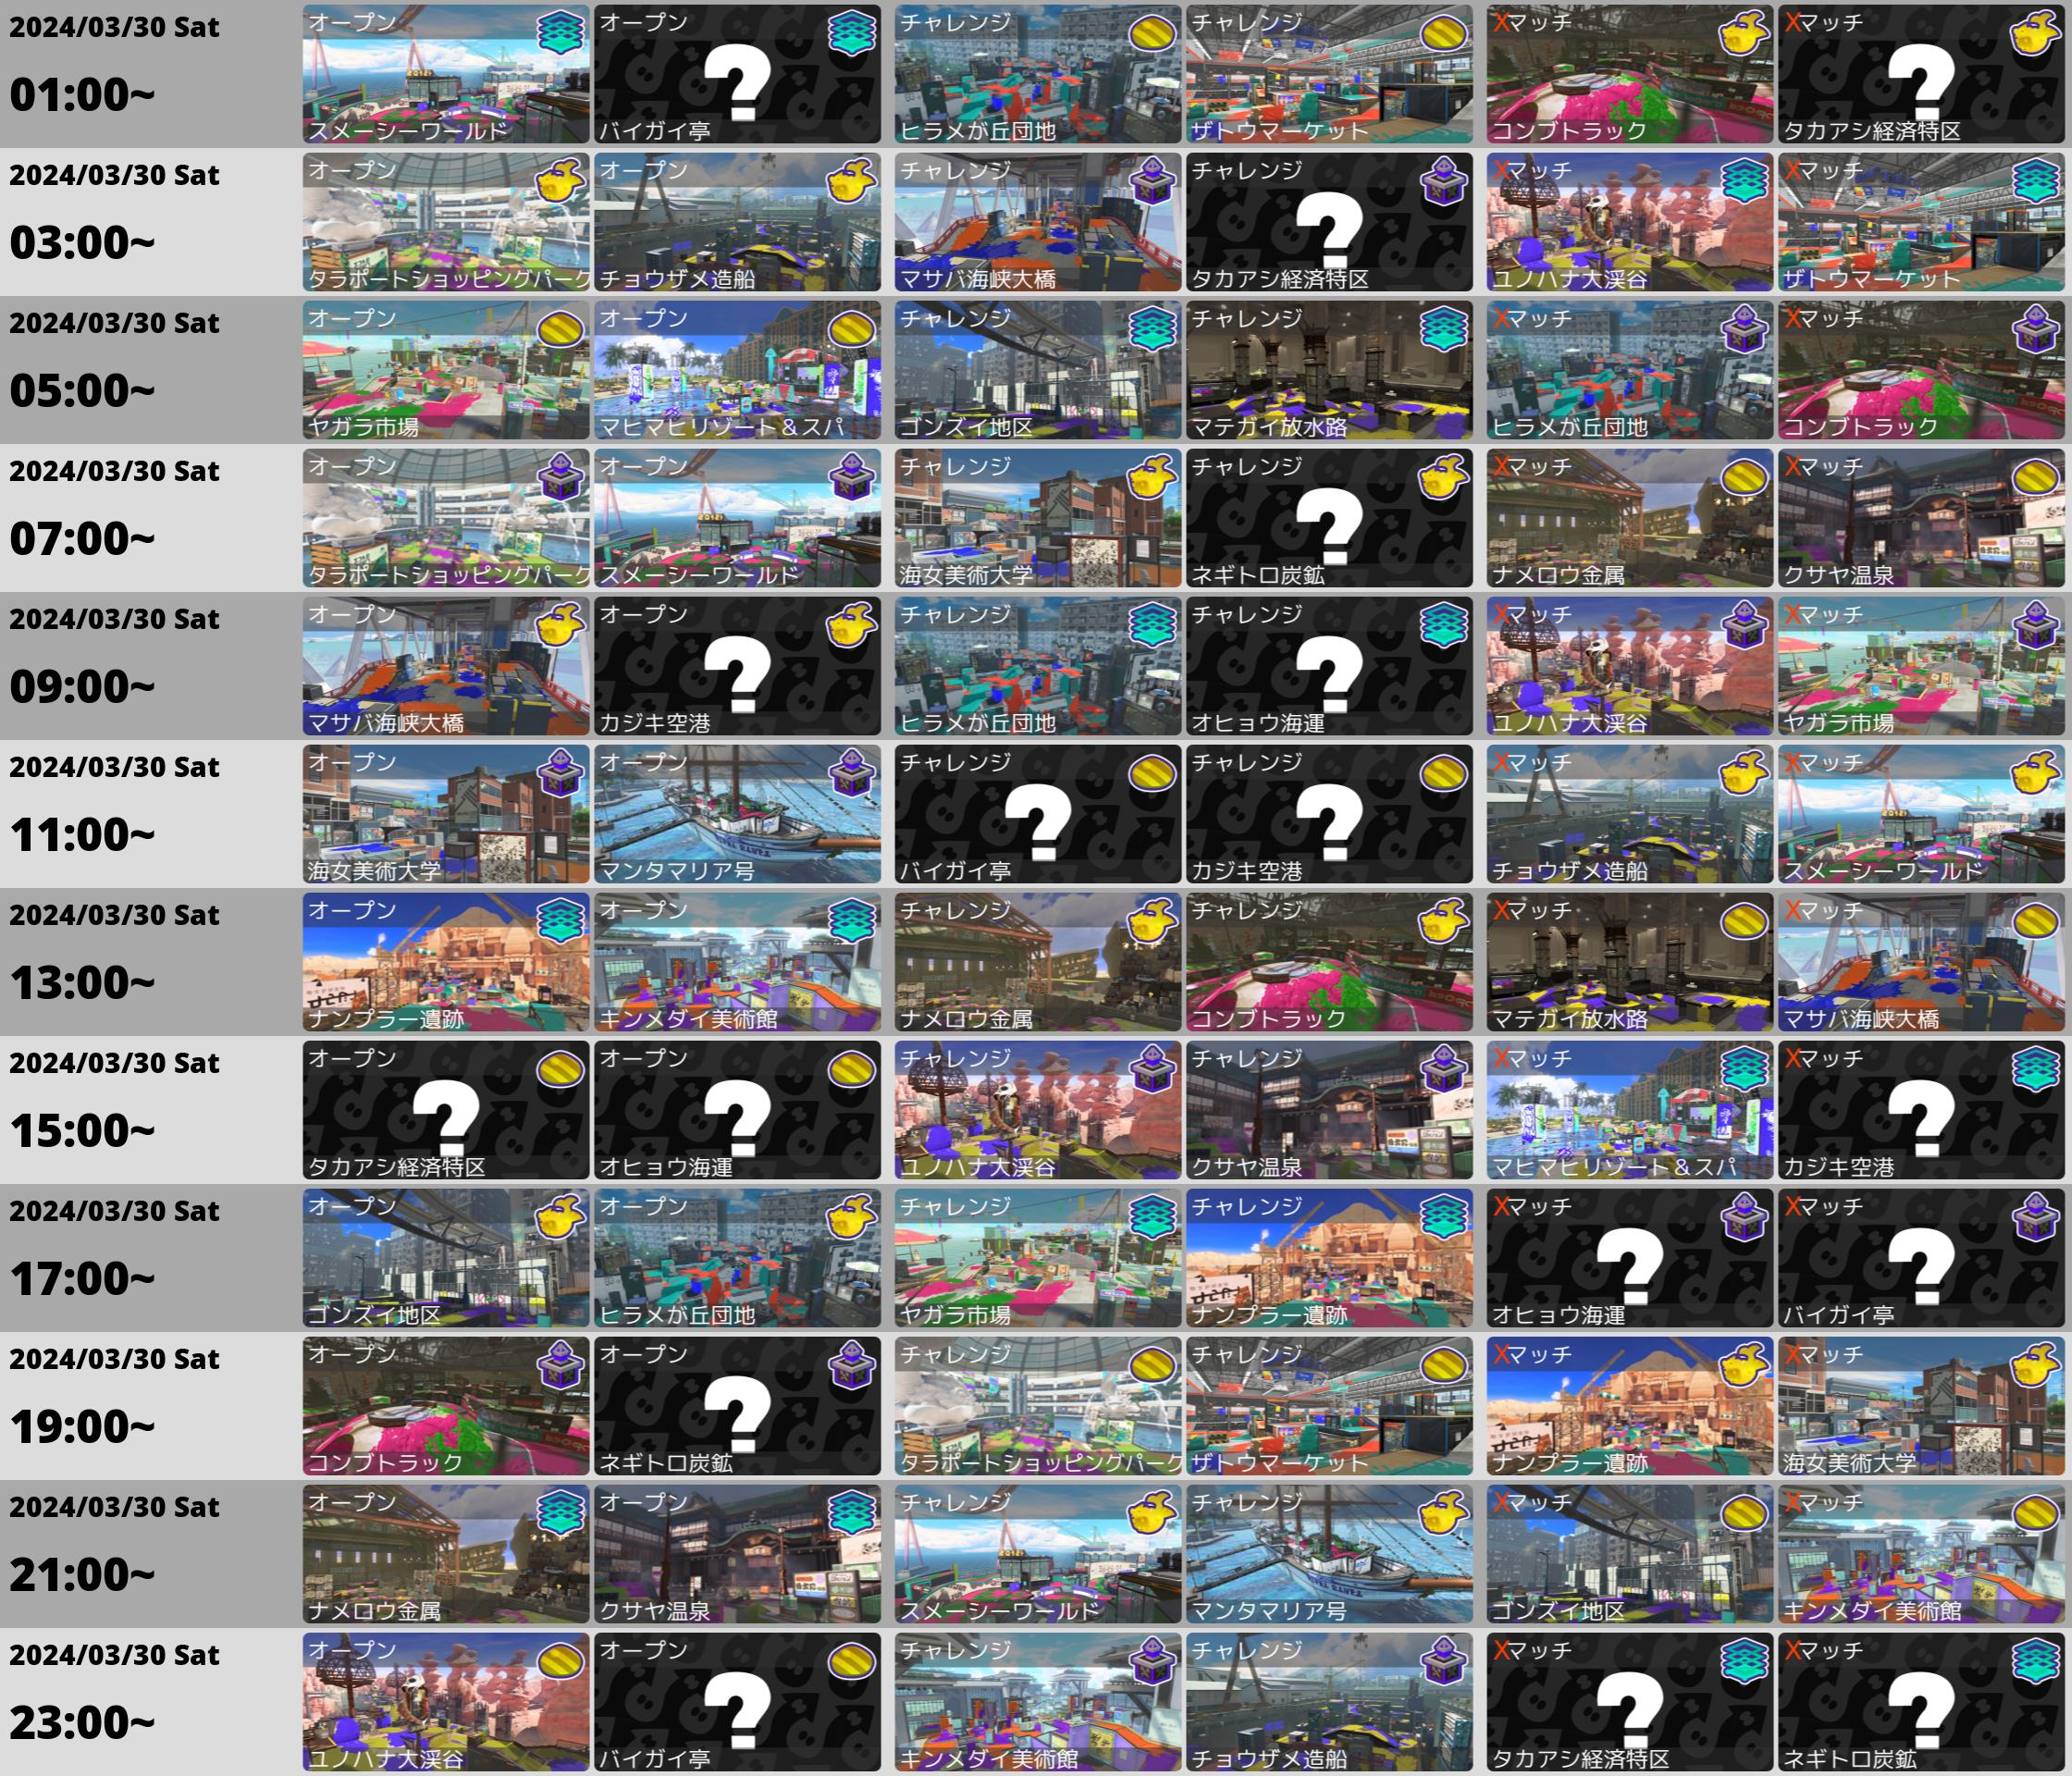 2024/03/30 Sat
01:00~
オープン オープン チャレンジ チャレンジ Xマッチ Xマッチ
スメーシーワールド バイガイ亭 ヒラメが丘団地 ザトウマーケット コンブトラック タカアシ経済特区
2024/03/30 Sat
03:00~
オープン オープン チャレンジ チャレンジ Xマッチ Xマッチ
タラポートショッピングパーク チョウザメ造船 マサバ海峡大橋 タカアシ経済特区 ユノハナ大渓谷 ザトウマーケット
2024/03/30 Sat
05:00~
オープン オープン チャレンジ チャレンジ Xマッチ Xマッチ
ヤガラ市場 マヒマヒリゾート＆スパ ゴンズイ地区 マテガイ放水路 ヒラメが丘団地 コンブトラック
2024/03/30 Sat
07:00~
オープン オープン チャレンジ チャレンジ Xマッチ Xマッチ
タラポートショッピングパーク スメーシーワールド 海女美術大学 ネギトロ炭鉱 ナメロウ金属 クサヤ温泉
2024/03/30 Sat
09:00~
オープン オープン チャレンジ チャレンジ Xマッチ Xマッチ
マサバ海峡大橋 カジキ空港 ヒラメが丘団地 オヒョウ海運 ユノハナ大渓谷 ヤガラ市場
2024/03/30 Sat
11:00~
オープン オープン チャレンジ チャレンジ Xマッチ Xマッチ
海女美術大学 マンタマリア号 バイガイ亭 カジキ空港 チョウザメ造船 スメーシーワールド
2024/03/30 Sat
13:00~
オープン オープン チャレンジ チャレンジ Xマッチ Xマッチ
ナンプラー遺跡 キンメダイ美術館 ナメロウ金属 コンブトラック マテガイ放水路 マサバ海峡大橋
2024/03/30 Sat
15:00~
オープン オープン チャレンジ チャレンジ Xマッチ Xマッチ
タカアシ経済特区 オヒョウ海運 ユノハナ大渓谷 クサヤ温泉 マヒマヒリゾート＆スパ カジキ空港
2024/03/30 Sat
17:00~
オープン オープン チャレンジ チャレンジ Xマッチ Xマッチ
ゴンズイ地区 ヒラメが丘団地 ヤガラ市場 ナンプラー遺跡 オヒョウ海運 バイガイ亭
2024/03/30 Sat
19:00~
オープン オープン チャレンジ チャレンジ Xマッチ Xマッチ
コンブトラック ネギトロ炭鉱 タラポートショッピングパーク ザトウマーケット ナンプラー遺跡 海女美術大学
2024/03/30 Sat
21:00~
オープン オープン チャレンジ チャレンジ Xマッチ Xマッチ
ナメロウ金属 クサヤ温泉 スメーシーワールド マンタマリア号 ゴンズイ地区 キンメダイ美術館
2024/03/30 Sat
23:00~
オープン オープン チャレンジ チャレンジ Xマッチ Xマッチ
ユノハナ大渓谷 バイガイ亭 キンメダイ美術館 チョウザメ造船 タカアシ経済特区 ネギトロ炭鉱